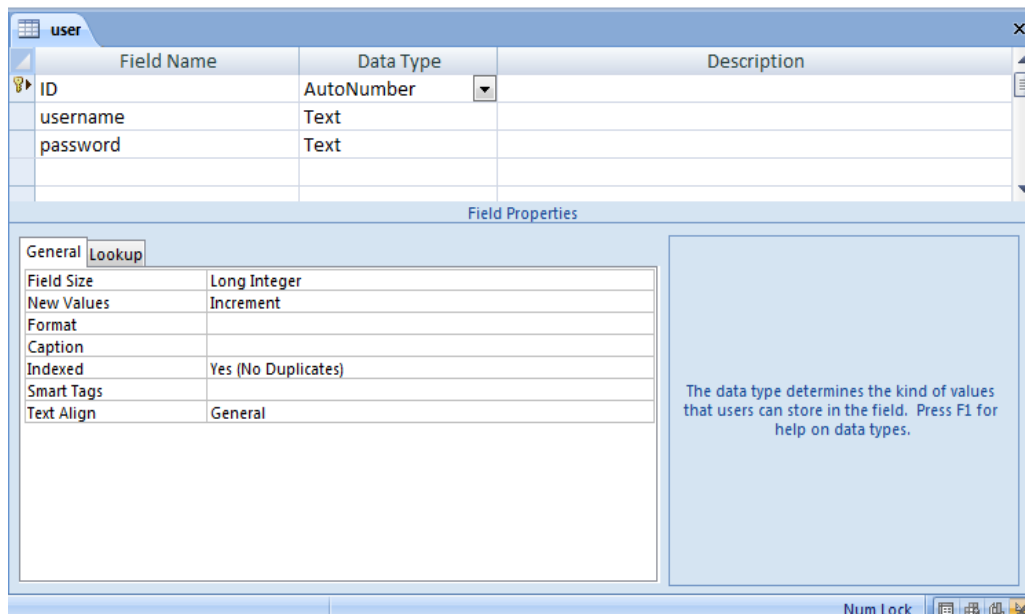 user
Field Name Data Type Description
ID AutoNumber
username Text
password Text
Field Properties
General Lookup
Field Size Long Integer
New Values Increment
Format
Caption
Indexed Yes (No Duplicates)
Smart Tags
Text Align General
The data type determines the kind of values
that users can store in the field. Press F1 for
help on data types.
Num Lock